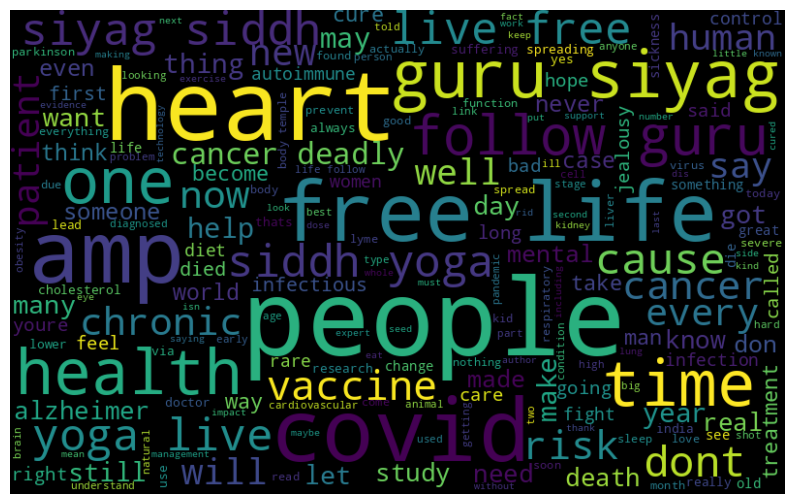 siyag siddh live free
cure next fact work told
new may keep human control
parkinson making looking thing found actually person suffering yes spreading anyone little known
even autoimmune hope sickness
heart guru siyag
exercise evidence first everything technology prevent always function link put support number
want problem body temple good never said cured
patient follow guru
think life cancer deadly well bad case jealousy virus say
due become life follow women ill cell dis something today
one now someone body spread stage rid second
free life
lead diagnosed help look best dose lyme thats day long liver kidney last got great
obesity amp siddh yoga mental cause die severe
cholesterol diet died type whole must pandemic take side kind
many eye world infectious isn cancer
youre chronic people respiratory including every called
lower feel via saying early rare age kid part man know don hard
health expert seed change nothing condition infection lung
research eat author high
vaccine made make going big time
alzheimer doctor way cardiovascular come animal care two fight year real
impact maybe getting india shot treatment
yoga live covid risk sleep love see
brain mean natural management used thank
right still use will let study need death dont
understand read without soon month really old